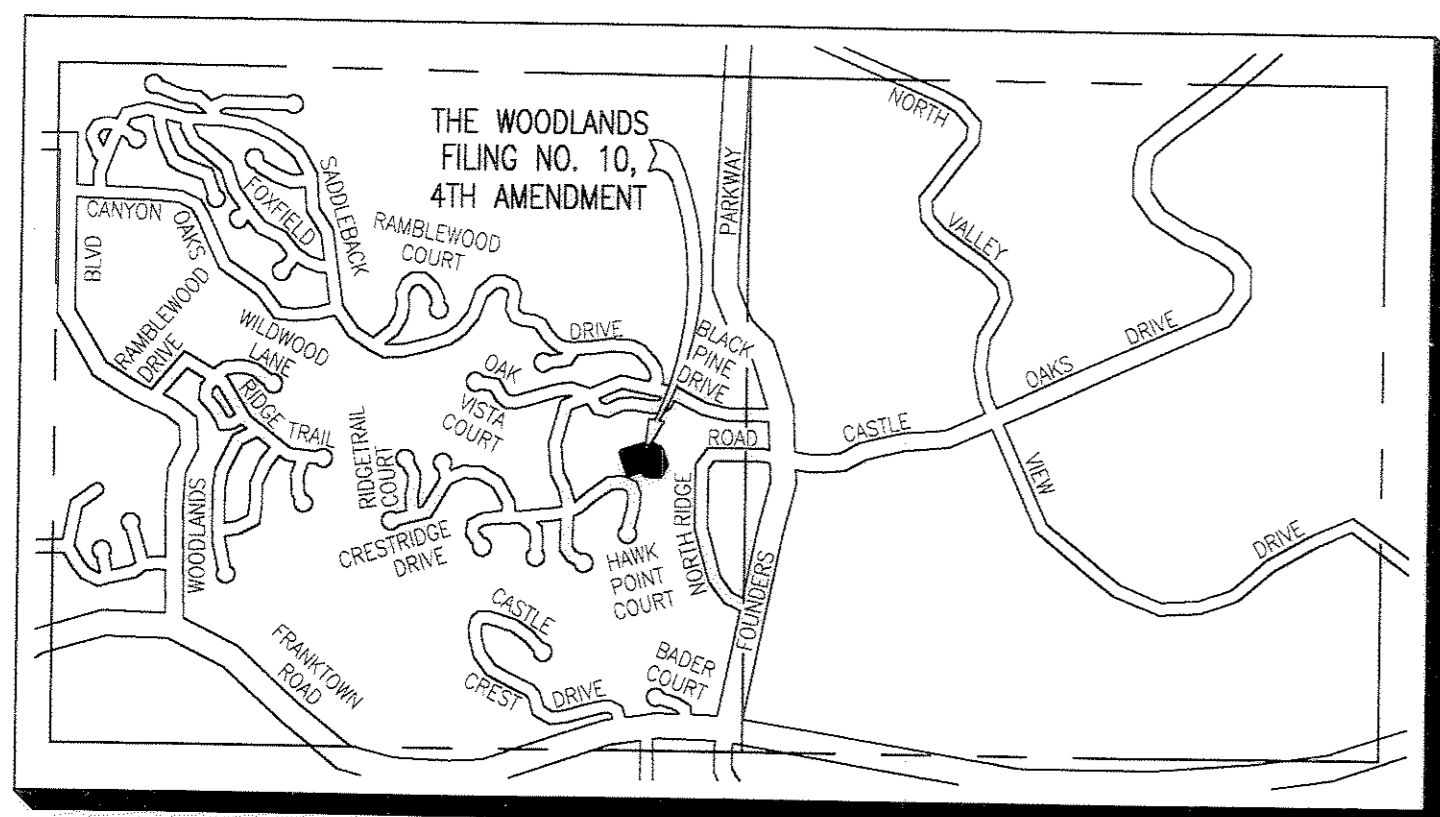 THE WOODLANDS
FILING NO. 10,
4TH AMENDMENT
NORTH
VALLEY
VIEW
DRIVE
PARKWAY
FOUNDERS
SADDLEBACK
FOXFIELD
CANYON
OAKS
DRIVE
BLVD
WOODLANDS
RAMBLEWOOD
COURT
RAMBLEWOOD
DRIVE
WILDWOOD
LANE
RIDGE TRAIL
RIDGETRAIL
COURT
OAK
VISTA
COURT
BLACK
PINE
DRIVE
ROAD
NORTH RIDGE
CASTLE
OAKS
DRIVE
CRESTRIDGE
DRIVE
HAWK
POINT
COURT
CASTLE
CREST
DRIVE
BADER
COURT
FRANKTOWN
ROAD